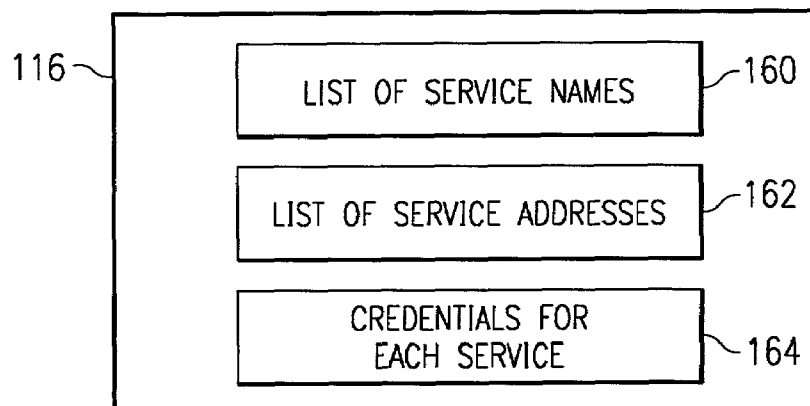 116
LIST OF SERVICE NAMES
160
LIST OF SERVICE ADDRESSES
162
CREDENTIALS FOR
EACH SERVICE
164